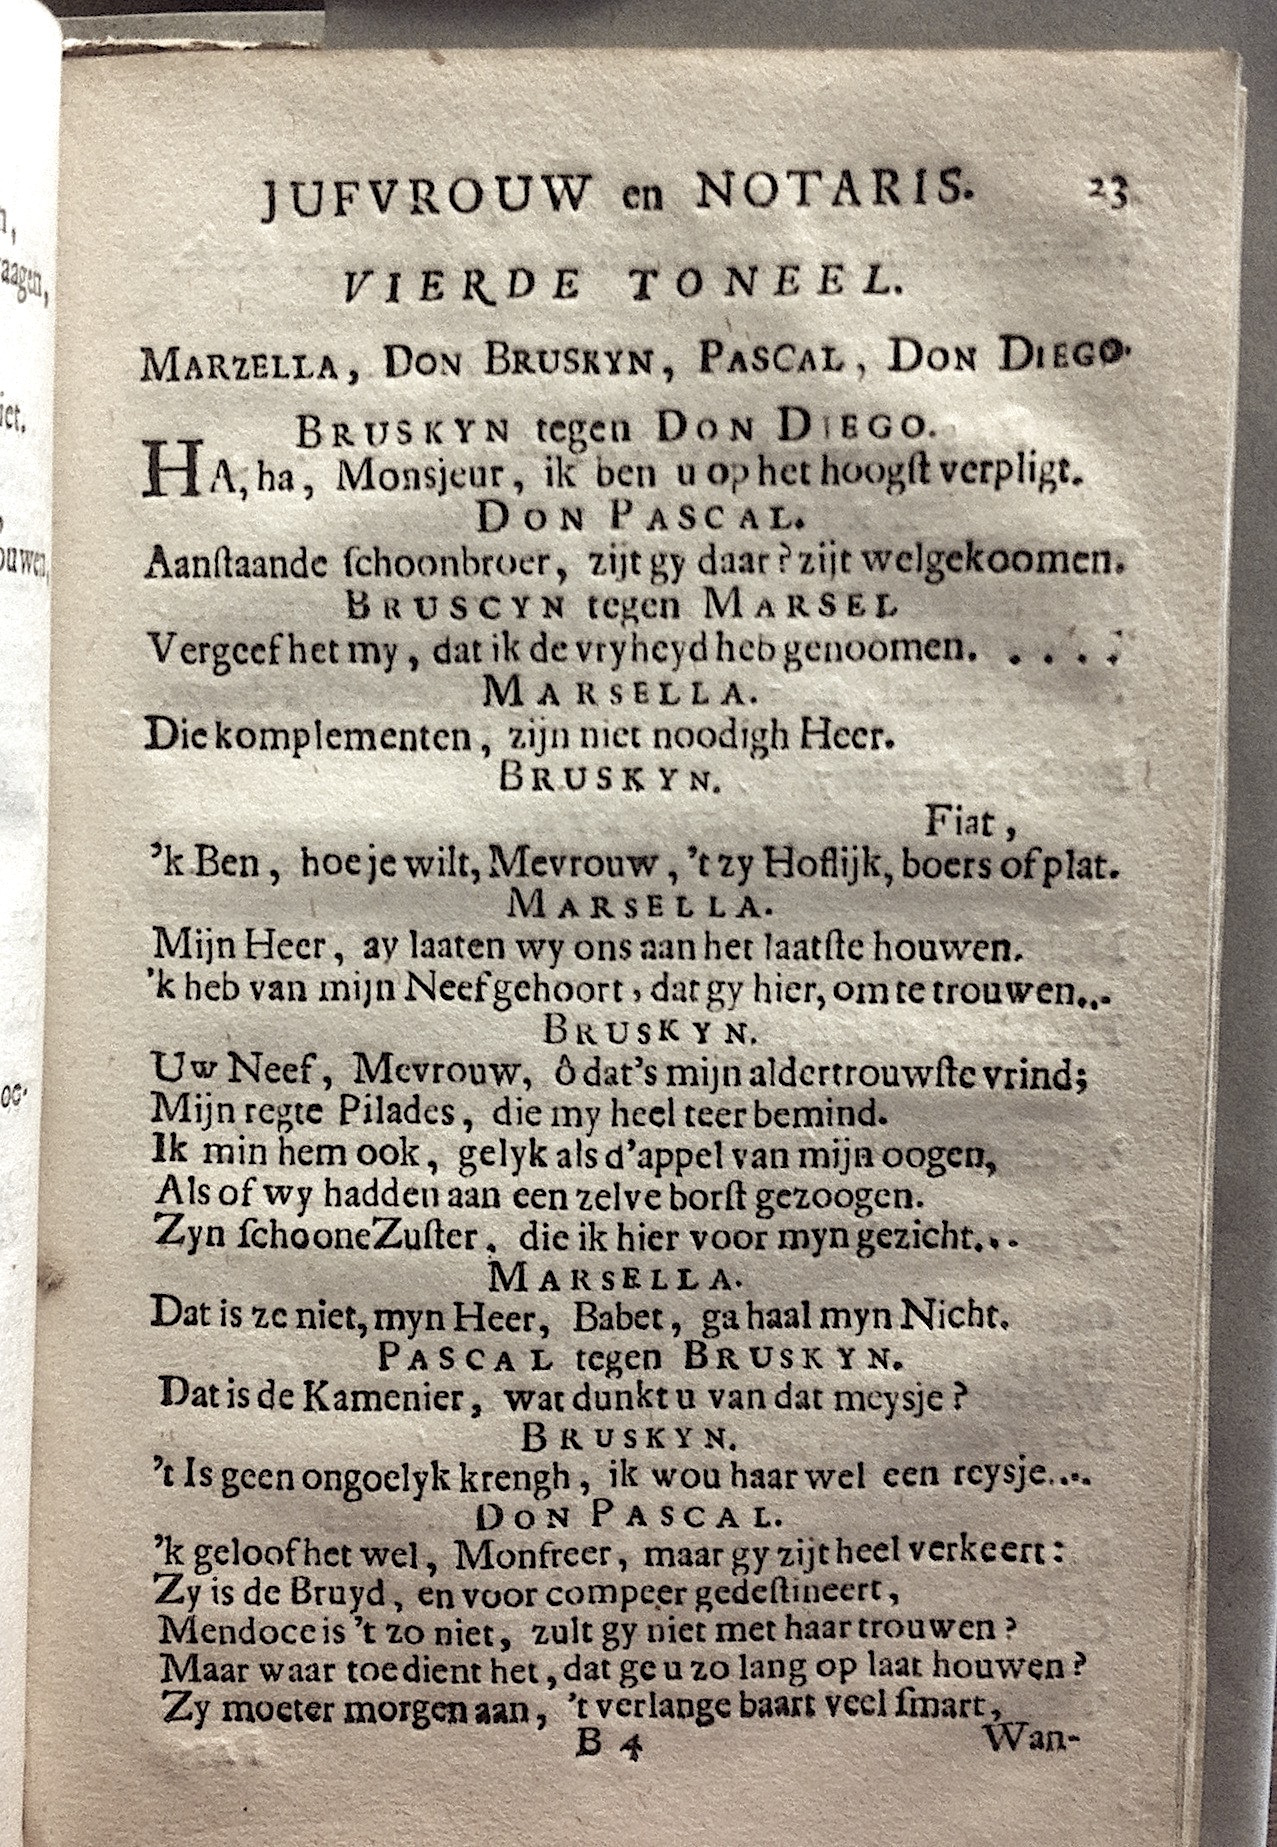 JUFVROUW en NOTARIS. 23
VIERDE TONEEL.
MARZELLA, DON BRUSKYN, PASCAL, DON DIEGO.
BRUSKYN tegen DON DIEGO.
HA, ha, Monsjeur, ik ben u op het hoogſt verpligt.
DON PASCAL.
Aanſtaande ſchoonbroer, zijt gy daar? zijt welgekoomen.
BRUSCYN tegen MARSEL
Vergeef het my, dat ik de vryheyd heb genoomen. . . . .
MARSELLA.
Die komplementen, zijn niet noodigh Heer.
BRUSKYN.
Fiat,
'k Ben, hoe je wilt, Mevrouw, 't zy Hoflijk, boers of plat.
MARSELLA.
Mijn Heer, ay laaten wy ons aan het laatſte houwen.
'k heb van mijn Neef gehoort, dat gy hier, om te trouwen...
BRUSKYN.
Uw Neef, Mevrouw, ô dat's mijn aldertrouwſte vrind;
Mijn regte Pilades, die my heel teer bemind.
Ik min hem ook, gelyk als d'appel van mijn oogen,
Als of wy hadden aan een zelve borſt gezoogen.
Zyn ſchoone Zuſter, die ik hier voor myn gezicht...
MARSELLA.
Dat is ze niet, myn Heer, Babet, ga haal myn Nicht.
PASCAL tegen BRUSKYN.
Dat is de Kamenier, wat dunkt u van dat meysje?
BRUSKYN.
't Is geen ongoelyk krengh, ik wou haar wel een reysje....
DON PASCAL.
'k geloof het wel, Monfreer, maar gy zijt heel verkeert:
Zy is de Bruyd, en voor compeer gedeſtineert,
Mendoce is 't zo niet, zult gy niet met haar trouwen?
Maar waar toe dient het, dat ge u zo lang op laat houwen?
Zy moeter morgen aan, 't verlange baart veel ſmart,
B 4 Wan-
aagen,
iet.
ouwen,